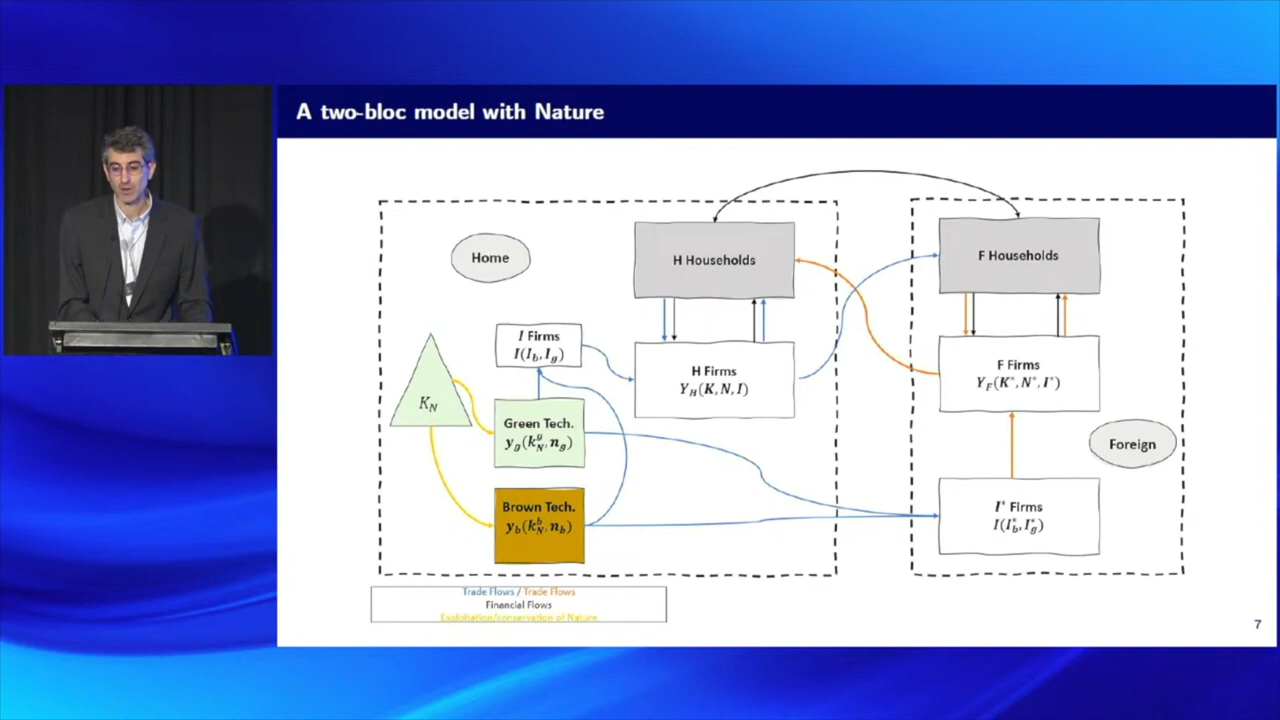 A two-bloc model with Nature
Home
H Households
F Households
I Firms
I(I_b, I_g)
H Firms
Y_H(K, N, I)
F Firms
Y_F(K*, N*, I*)
K_N
Green Tech.
y_g(k_N^g, n_g)
Foreign
Brown Tech.
y_b(k_N^b, n_b)
I* Firms
I(I_b^*, I_g^*)
Trade Flows / Trade Flows
Financial Flows
Exploitation/conservation of Nature
7